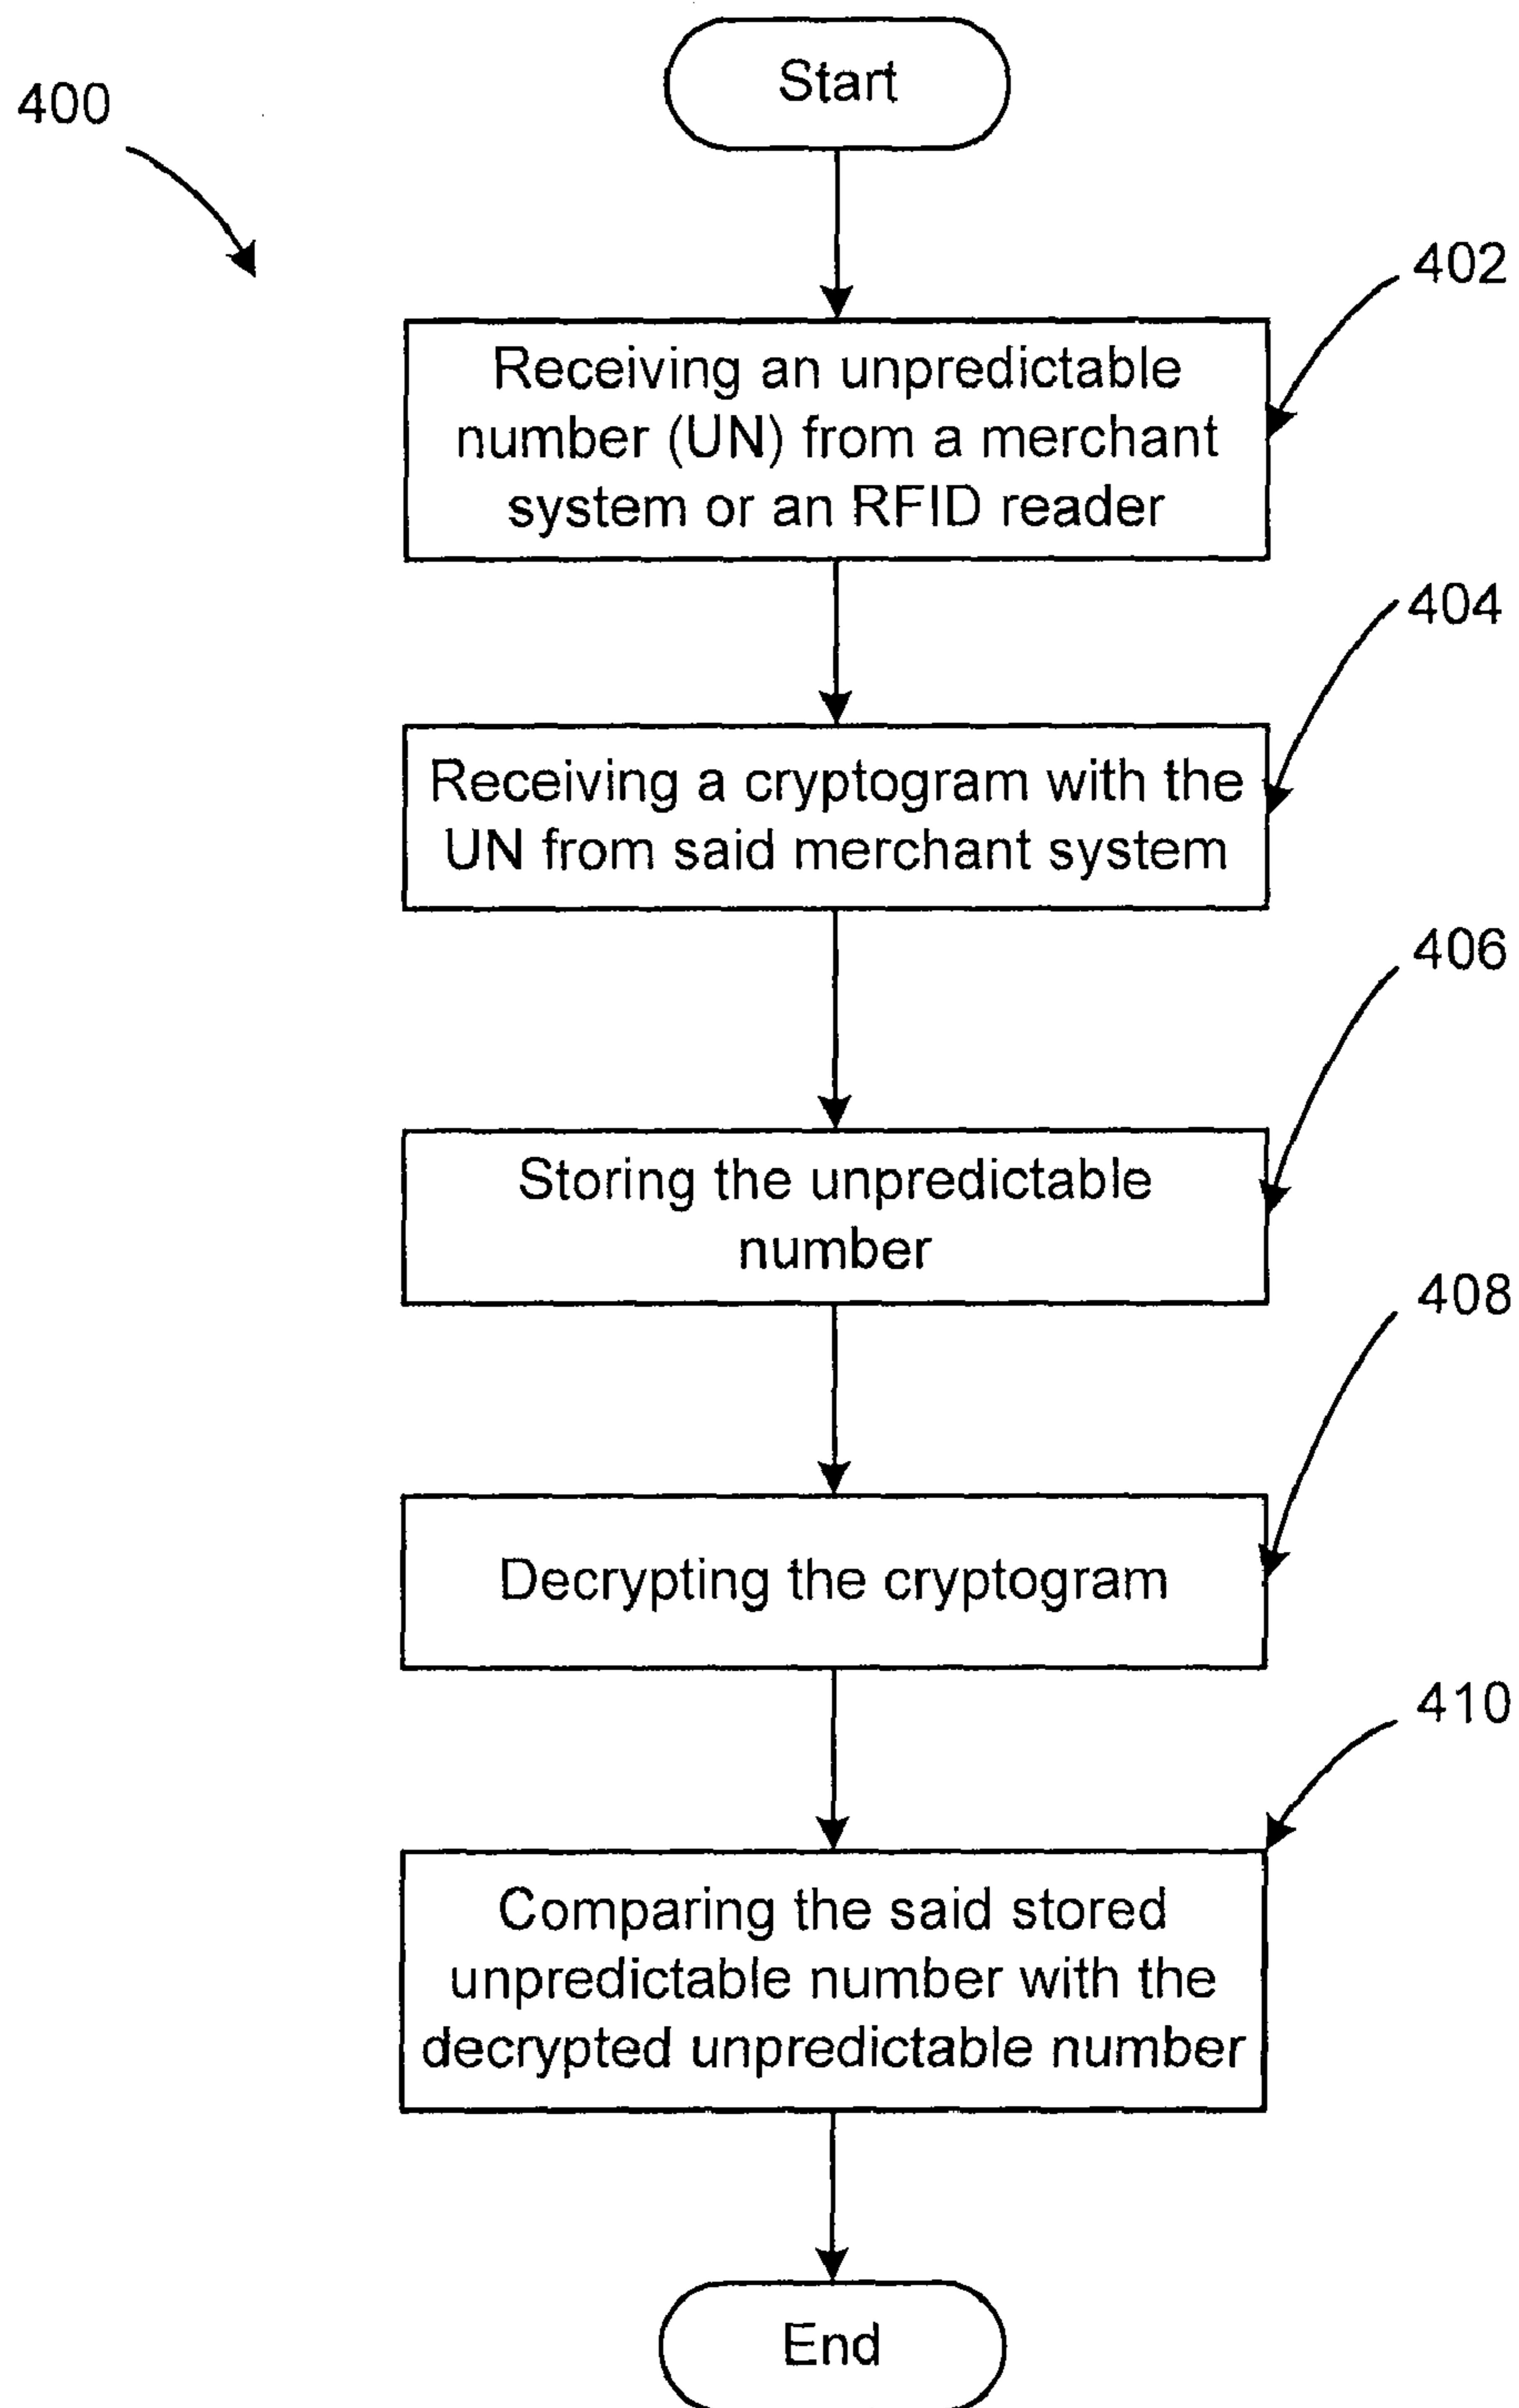 Start
400
402
Receiving an unpredictable
number (UN) from a merchant
system or an RFID reader
404
Receiving a cryptogram with the
UN from said merchant system
406
Storing the unpredictable
number
408
Decrypting the cryptogram
410
Comparing the said stored
unpredictable number with the
decrypted unpredictable number
End